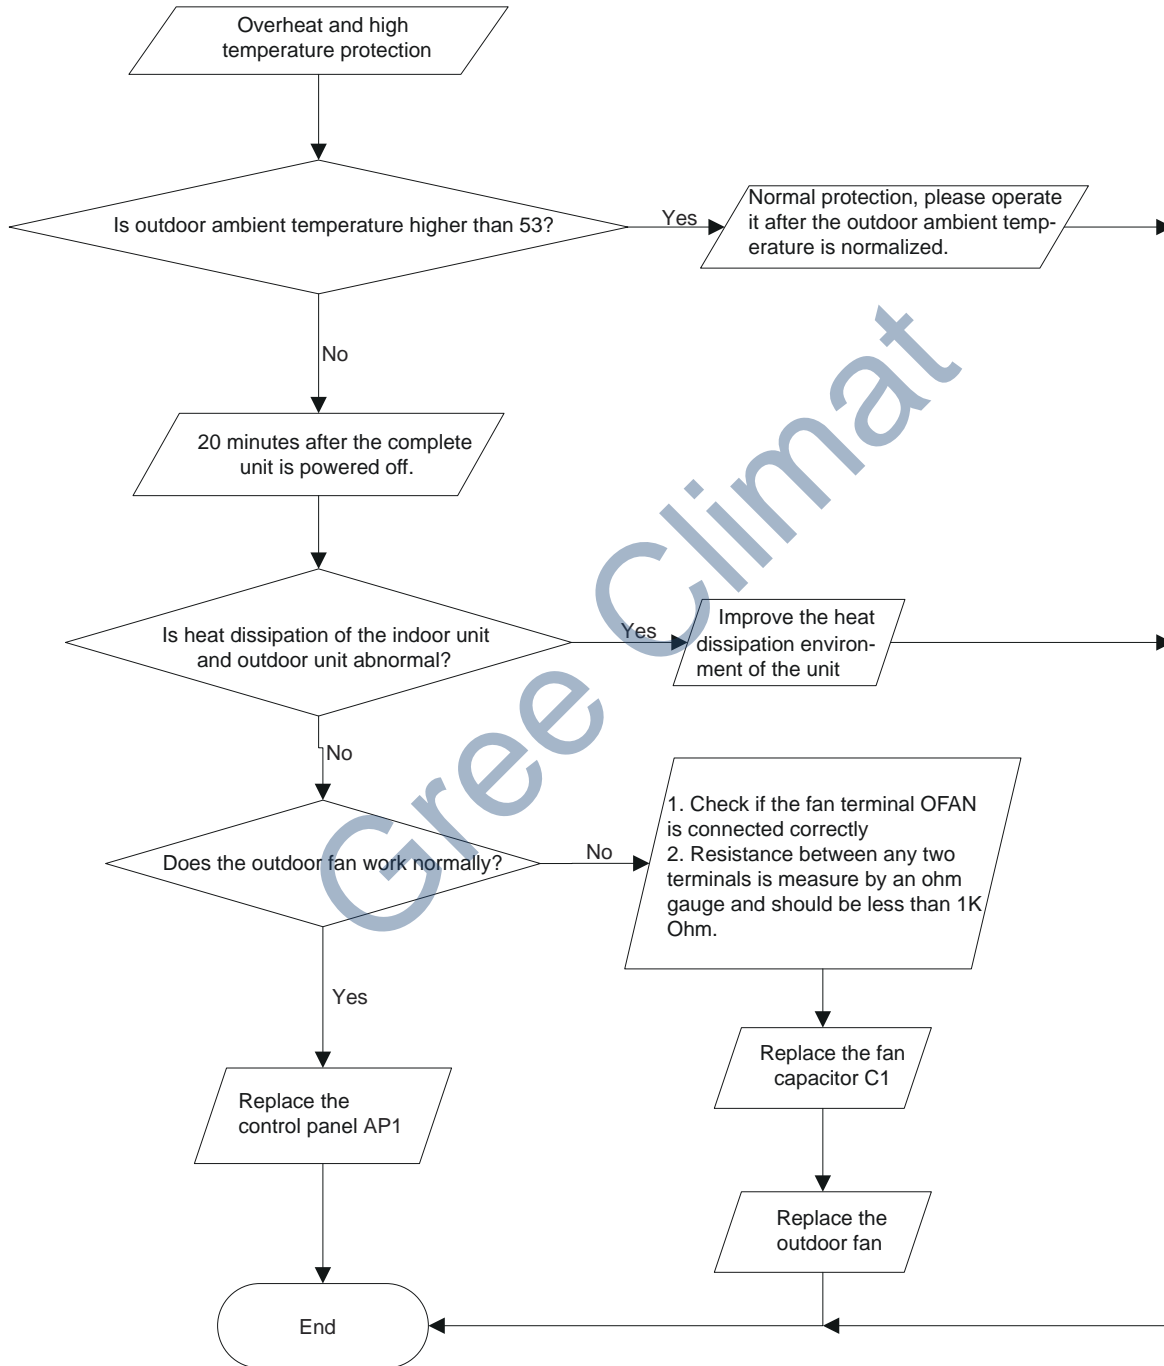 Overheat and high
temperature protection
Is outdoor ambient temperature higher than 53?
Yes
Normal protection, please operate
it after the outdoor ambient temp-
erature is normalized.
No
20 minutes after the complete
unit is powered off.
Is heat dissipation of the indoor unit
and outdoor unit abnormal?
Yes
Improve the heat
dissipation environ-
ment of the unit
No
Does the outdoor fan work normally?
No
1. Check if the fan terminal OFAN
is connected correctly
2. Resistance between any two
terminals is measure by an ohm
gauge and should be less than 1K
Ohm.
Yes
Replace the fan
capacitor C1
Replace the
control panel AP1
Replace the
outdoor fan
End
Gree Climat